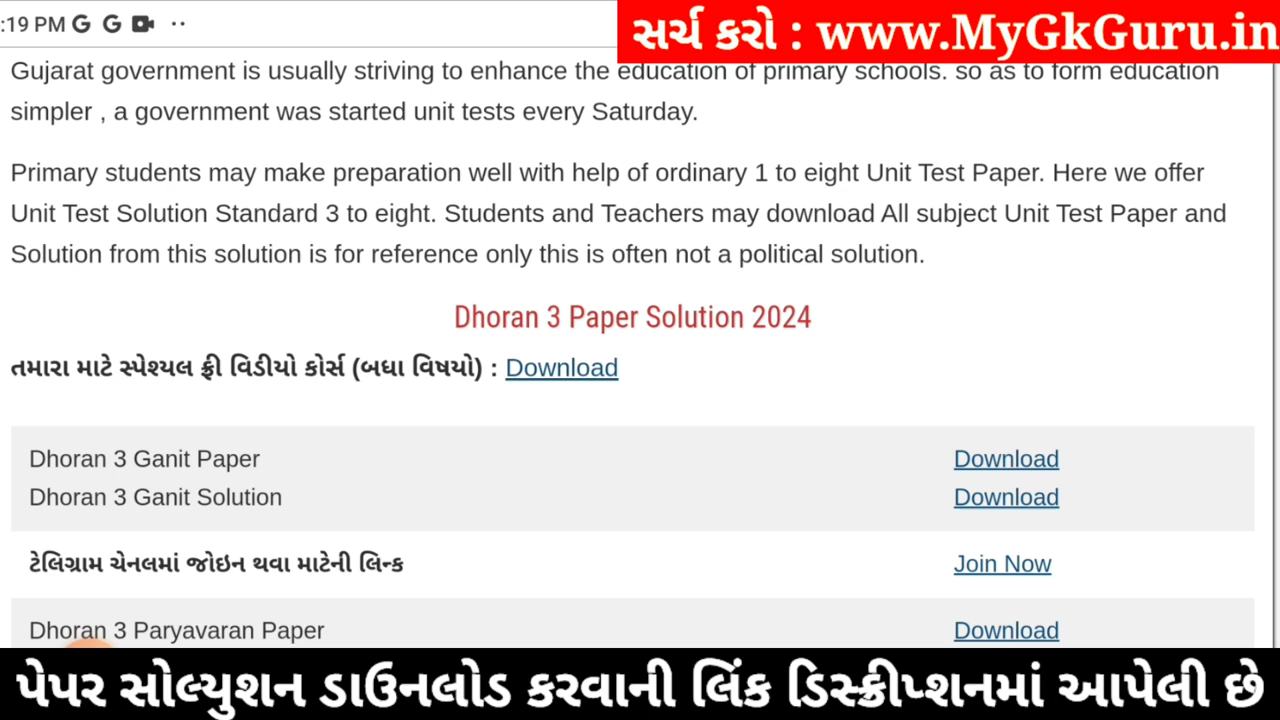 :19 PM G G
સર્ચ કરો : www.MyGkGuru.in
Gujarat government is usually striving to enhance the education of primary schools. so as to form education
simpler , a government was started unit tests every Saturday.
Primary students may make preparation well with help of ordinary 1 to eight Unit Test Paper. Here we offer
Unit Test Solution Standard 3 to eight. Students and Teachers may download All subject Unit Test Paper and
Solution from this solution is for reference only this is often not a political solution.
Dhoran 3 Paper Solution 2024
તમારા માટે સ્પેશ્યલ ફ્રી વિડીયો કોર્સ (બધા વિષયો) : Download
Dhoran 3 Ganit Paper Download
Dhoran 3 Ganit Solution Download
ટેલિગ્રામ ચેનલમાં જોઇન થવા માટેની લિન્ક Join Now
Dhoran 3 Paryavaran Paper Download
પેપર સોલ્યુશન ડાઉનલોડ કરવાની લિંક ડિસ્ક્રીપ્શનમાં આપેલી છે